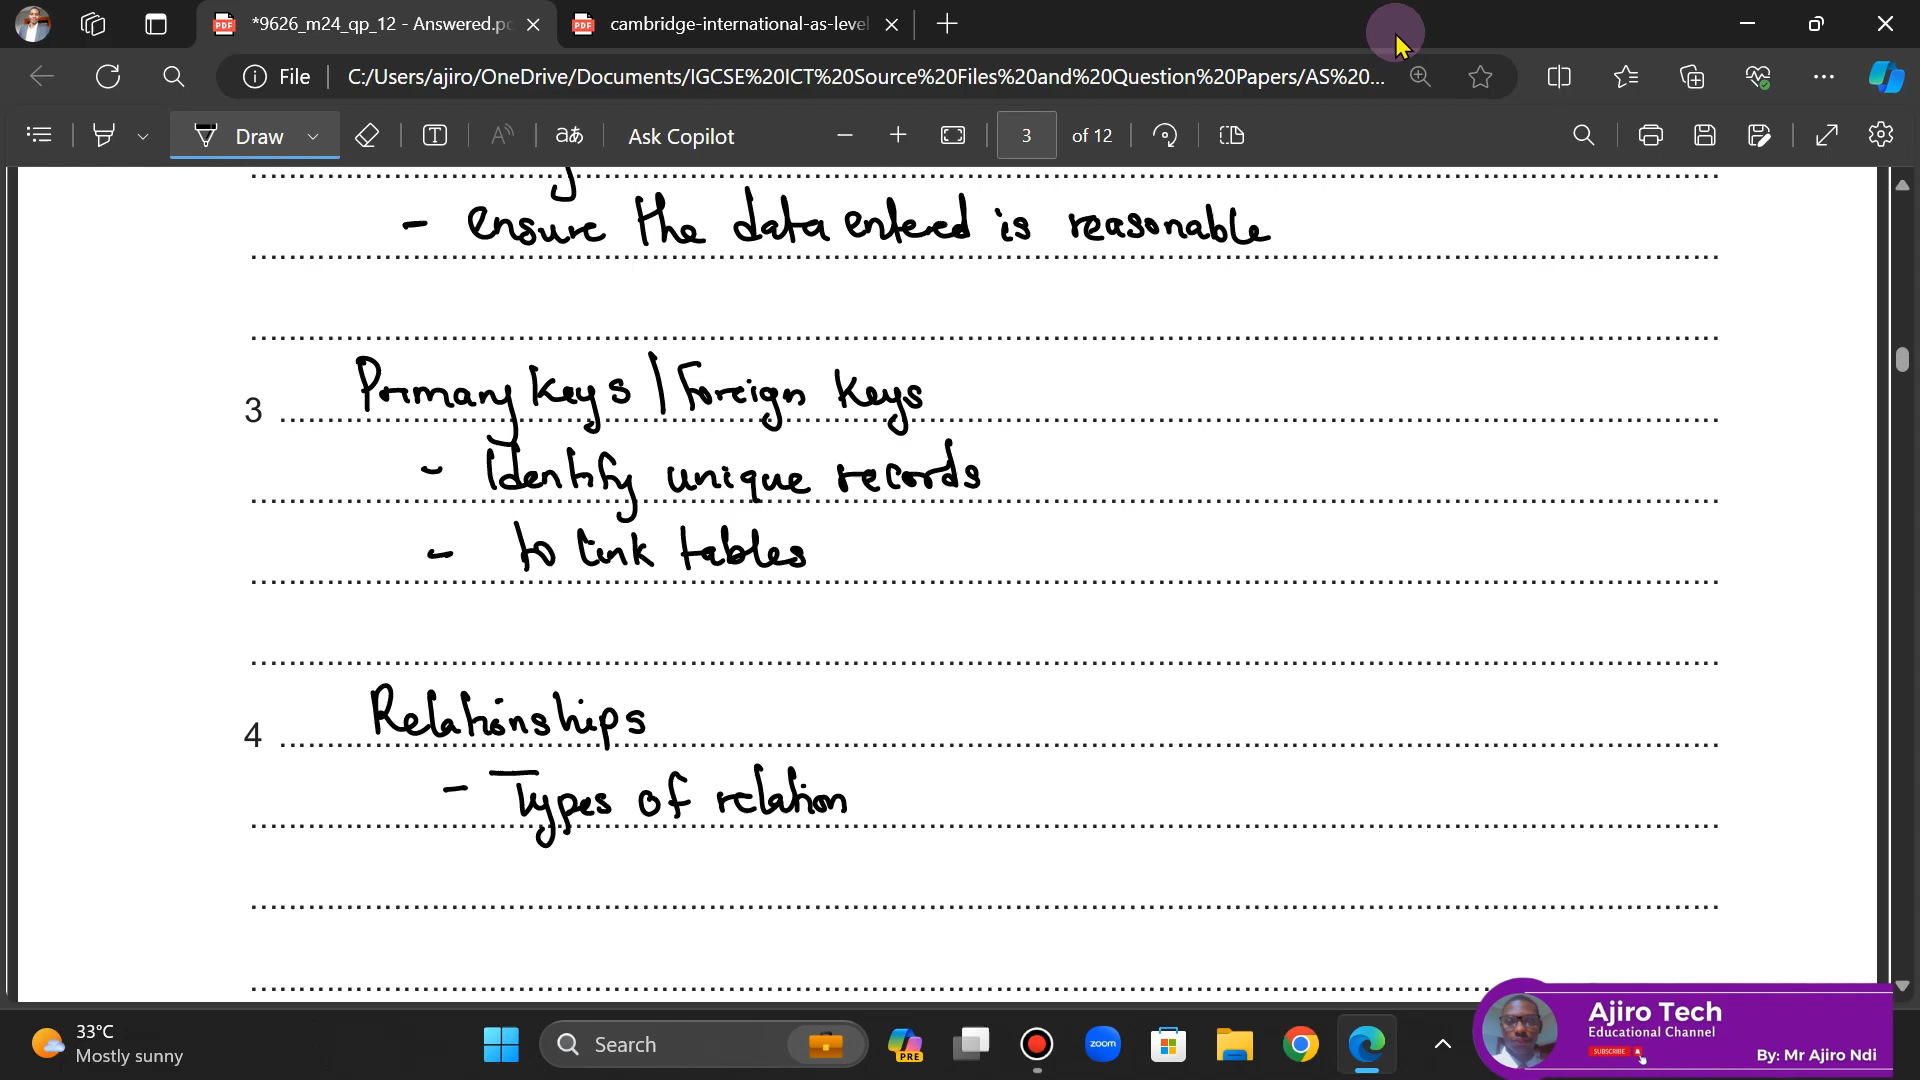 *9626_m24_qp_12 - Answered.p
cambridge-international-as-level
File
C:/Users/ajiro/OneDrive/Documents/IGCSE%20ICT%20Source%20Files%20and%20Question%20Papers/AS%20...
Draw
Ask Copilot
3 of 12
- ensure the data entered is reasonable
3 Primary Keys | Foreign Keys
- Identify unique records
- to link tables
4 Relationships
- Types of relation
Ajiro Tech
Educational Channel
SUBSCRIBE
By: Mr Ajiro Ndi
33°C
Mostly sunny
Search
PRE
zoom